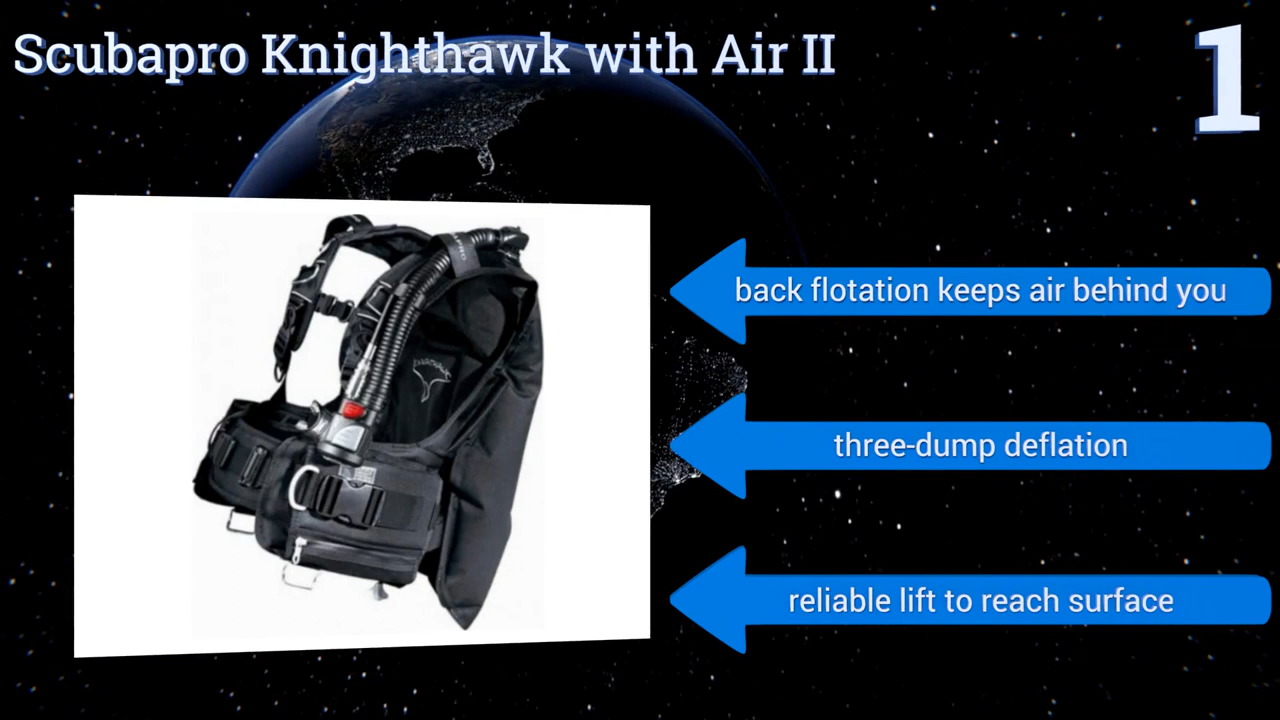 Scubapro Knighthawk with Air II
1
back flotation keeps air behind you
three-dump deflation
reliable lift to reach surface